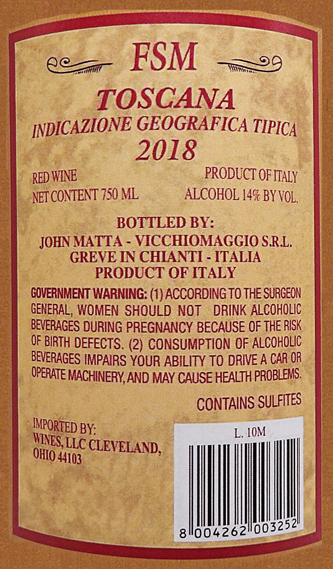 FSM
TOSCANA
INDICAZIONE GEOGRAFICA TIPICA
2018
RED WINE PRODUCT OF ITALY
NET CONTENT 750 ML ALCOHOL 14% BY VOL.
BOTTLED BY:
JOHN MATTA - VICCHIOMAGGIO S.R.L.
GREVE IN CHIANTI - ITALIA
PRODUCT OF ITALY
GOVERNMENT WARNING: (1) ACCORDING TO THE SURGEON
GENERAL, WOMEN SHOULD NOT DRINK ALCOHOLIC
BEVERAGES DURING PREGNANCY BECAUSE OF THE RISK
OF BIRTH DEFECTS. (2) CONSUMPTION OF ALCOHOLIC
BEVERAGES IMPAIRS YOUR ABILITY TO DRIVE A CAR OR
OPERATE MACHINERY, AND MAY CAUSE HEALTH PROBLEMS.
CONTAINS SULFITES
IMPORTED BY:
WINES, LLC CLEVELAND,
OHIO 44103
L. 10M
8 004262 003252